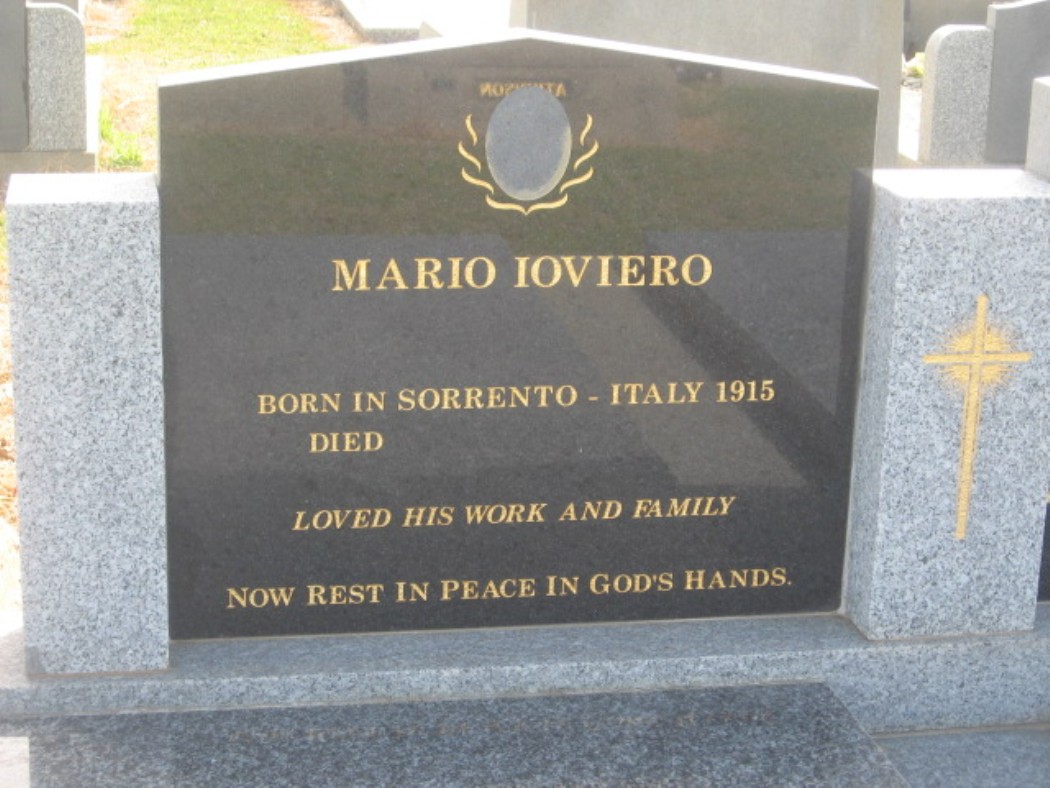 MARIO IOVIERO
BORN IN SORRENTO - ITALY 1915
DIED
LOVED HIS WORK AND FAMILY
NOW REST IN PEACE IN GOD'S HANDS.